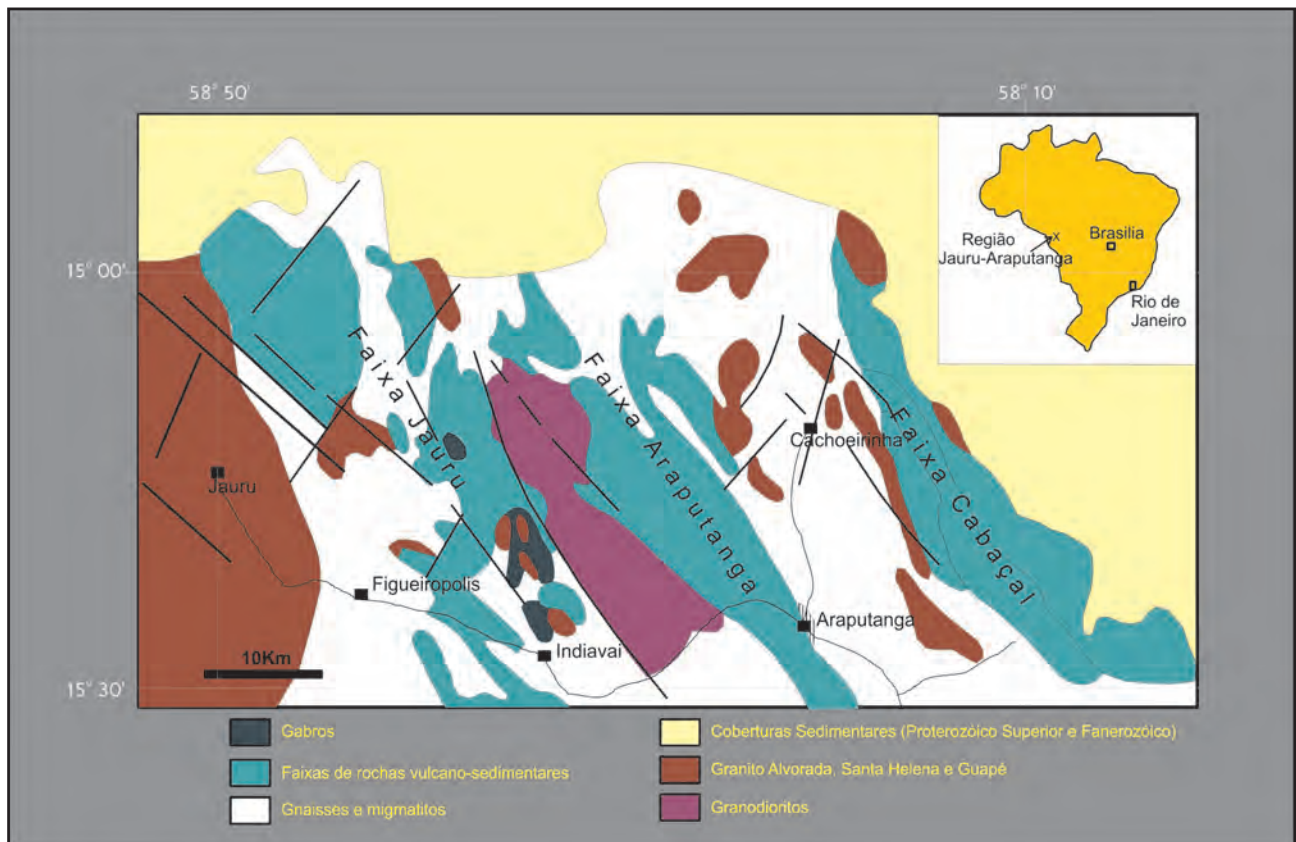 58° 50'
58° 10'
15° 00'
15° 30'
Região
Jauru-Araputanga
x
Brasilia
Rio de
Janeiro
Faixa Jauru
Faixa Araputanga
Faixa Cabaçal
Jauru
Cachoeirinha
Figueiropolis
Indiavai
Araputanga
10Km
Gabros
Faixas de rochas vulcano-sedimentares
Gnaisses e migmatitos
Coberturas Sedimentares (Proterozóico Superior e Fanerozóico)
Granito Alvorada, Santa Helena e Guapé
Granodioritos